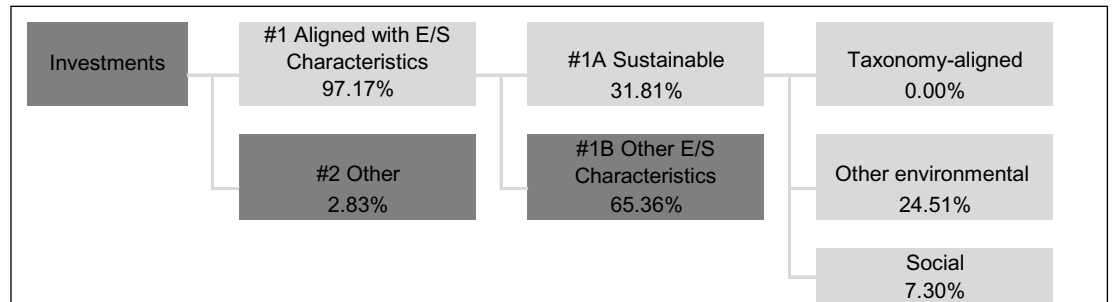 Investments
#1 Aligned with E/S
Characteristics
97.17%
#1A Sustainable
31.81%
Taxonomy-aligned
0.00%
#2 Other
2.83%
#1B Other E/S
Characteristics
65.36%
Other environmental
24.51%
Social
7.30%